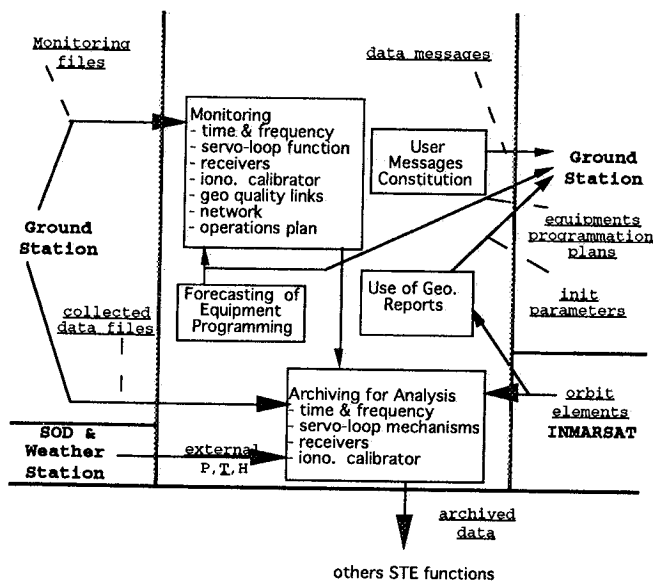 Monitoring
files
data messages
Monitoring
- time & frequency
- servo-loop function
- receivers
- iono. calibrator
- geo quality links
- network
- operations plan
User
Messages
Constitution
Ground
Station
Ground
Station
equipments
programmation
plans
Forecasting of
Equipment
Programming
Use of Geo.
Reports
init
parameters
collected
data files
Archiving for Analysis
- time & frequency
- servo-loop mechanisms
- receivers
- iono. calibrator
orbit
elements
INMARSAT
SOD &
Weather
Station
external
P,T,H
archived
data
others STE functions